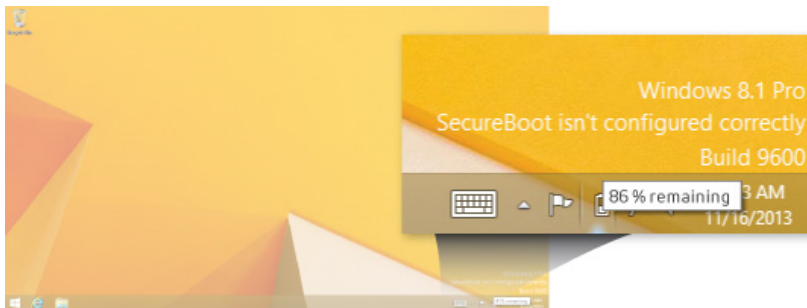 Windows 8.1 Pro
SecureBoot isn't configured correctly
Build 9600
86 % remaining
3 AM
11/16/2013